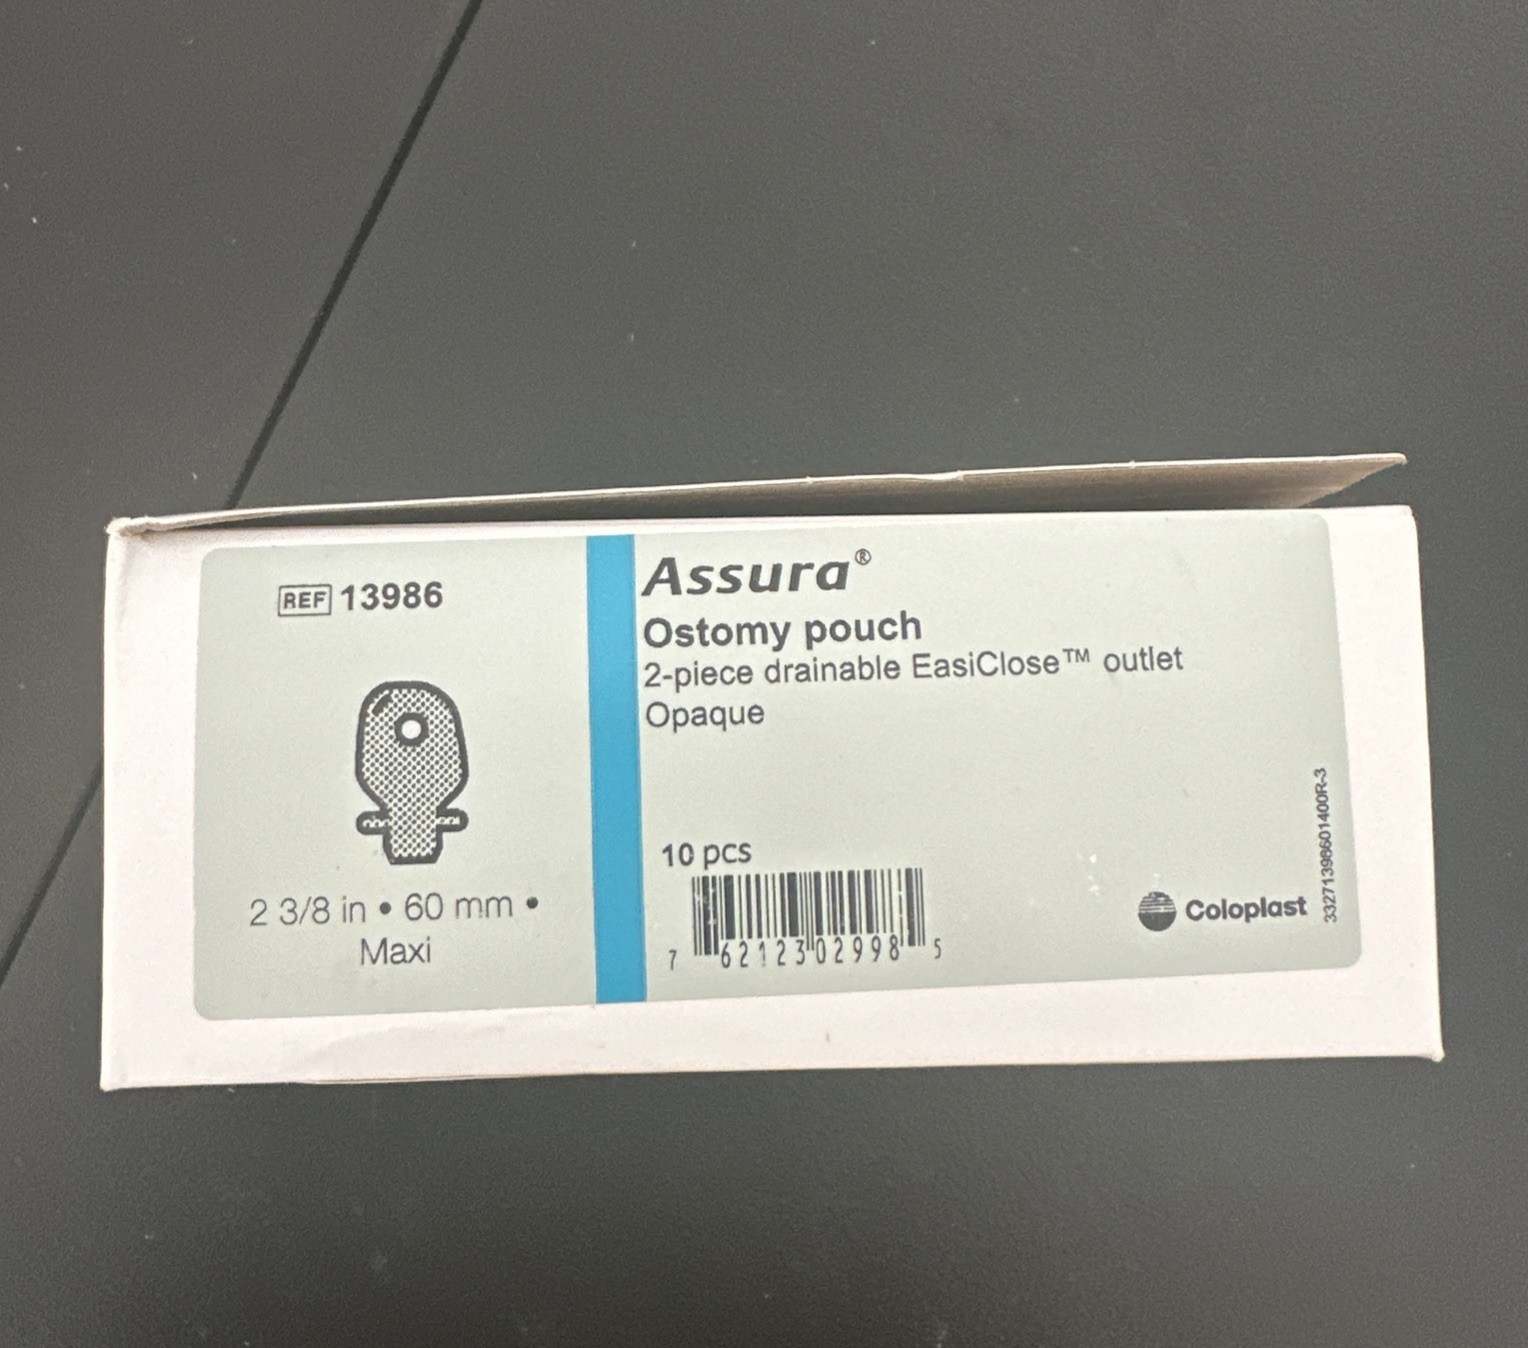 REF 13986
2 3/8 in • 60 mm •
Maxi
Assura®
Ostomy pouch
2-piece drainable EasiClose™ outlet
Opaque
10 pcs
7 62123 02998 5
Coloplast
33271398601400R-3